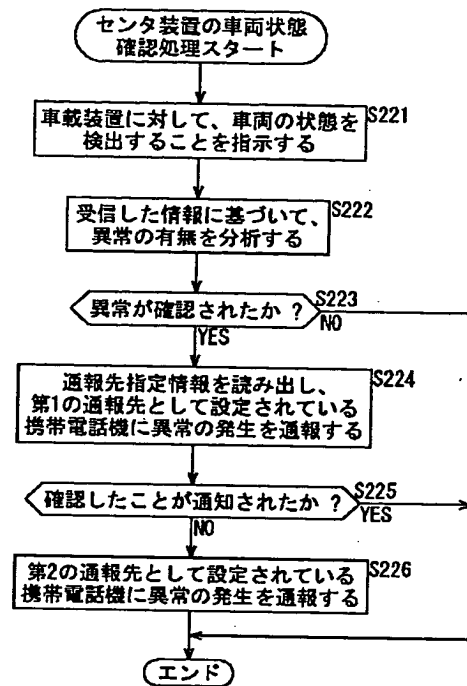 センタ装置の車両状態
確認処理スタート
車載装置に対して、車両の状態を
検出することを指示する
S221
受信した情報に基づいて、
異常の有無を分析する
S222
異常が確認されたか ?
S223
NO
YES
通報先指定情報を読み出し、
第1の通報先として設定されている
携帯電話機に異常の発生を通報する
S224
確認したことが通知されたか ?
S225
YES
NO
第2の通報先として設定されている
携帯電話機に異常の発生を通報する
S226
エンド